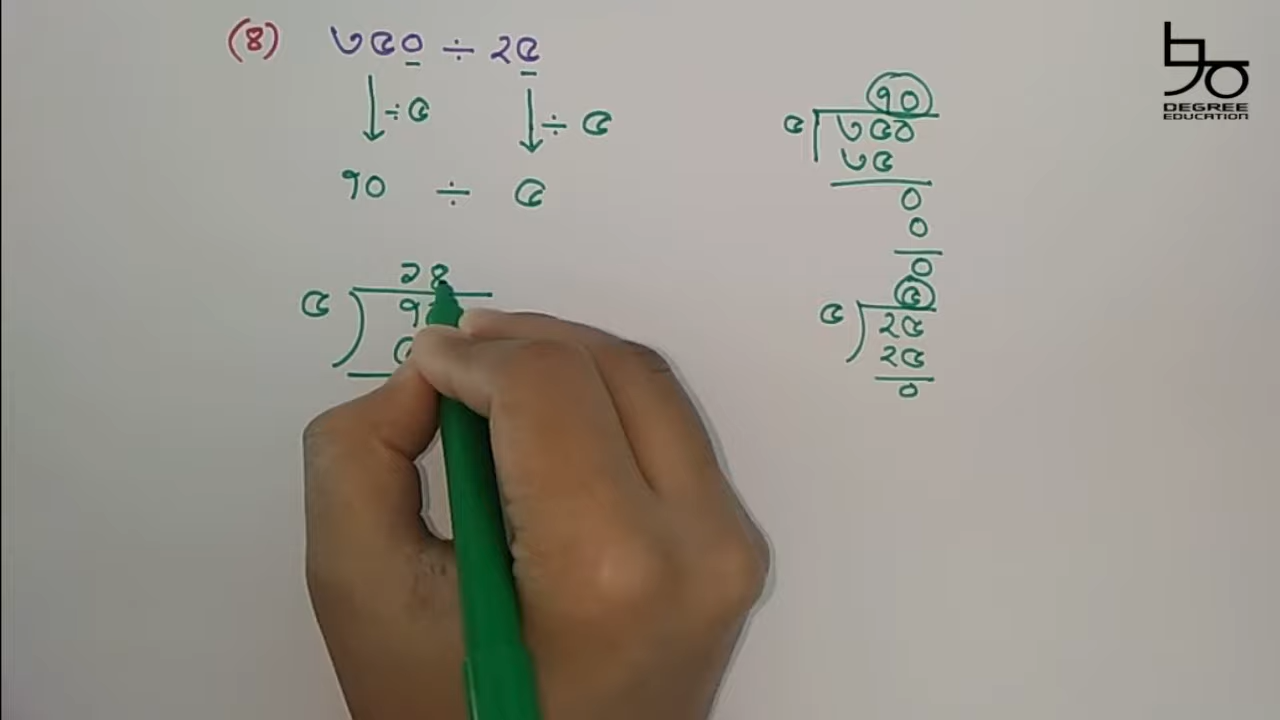 (৪) ৩৫০ ÷ ২৫
÷৫ ÷ ৫
৭০ ÷ ৫
১৪
৫ ) ৭
৭০
৫ ৩৫০
৩৫
০
০
০
৫
৫ ) ২৫
২৫
০
DEGREE
EDUCATION